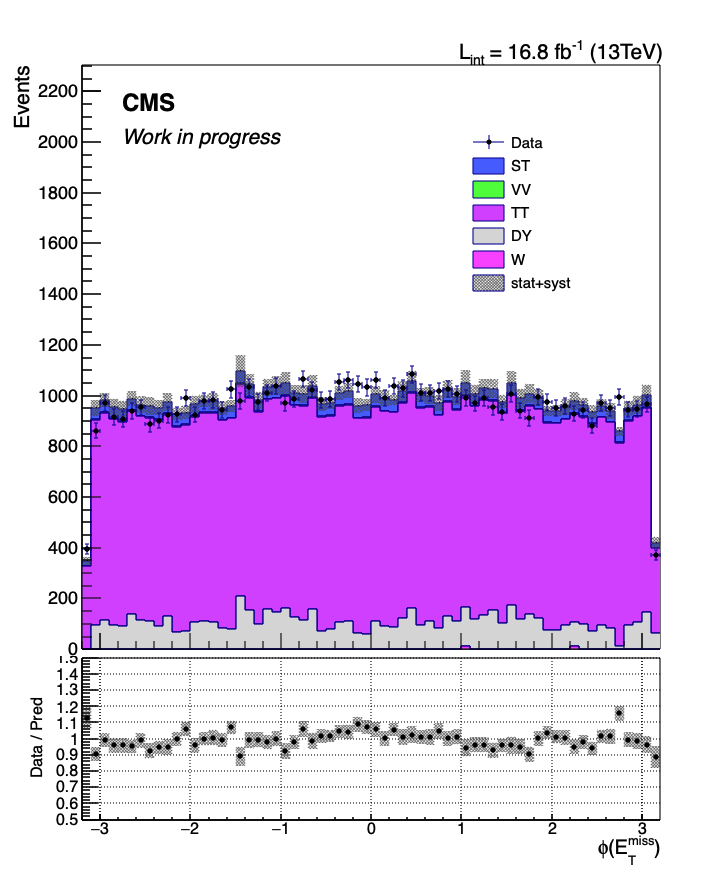 L_int = 16.8 fb⁻¹ (13TeV)
Events
2200
2000
1800
1600
1400
1200
1000
800
600
400
200
0
CMS
Work in progress
Data
ST
VV
TT
DY
W
stat+syst
Data / Pred
1.5
1.4
1.3
1.2
1.1
1
0.9
0.8
0.7
0.6
0.5
−3 −2 −1 0 1 2 3
ϕ(E_T^miss)